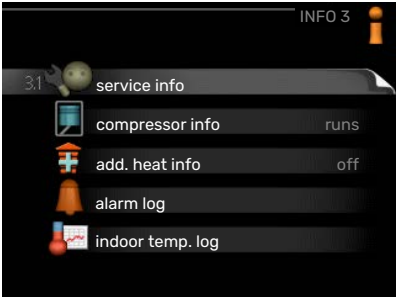 INFO 3
3.1 service info
compressor info runs
add. heat info off
alarm log
indoor temp. log